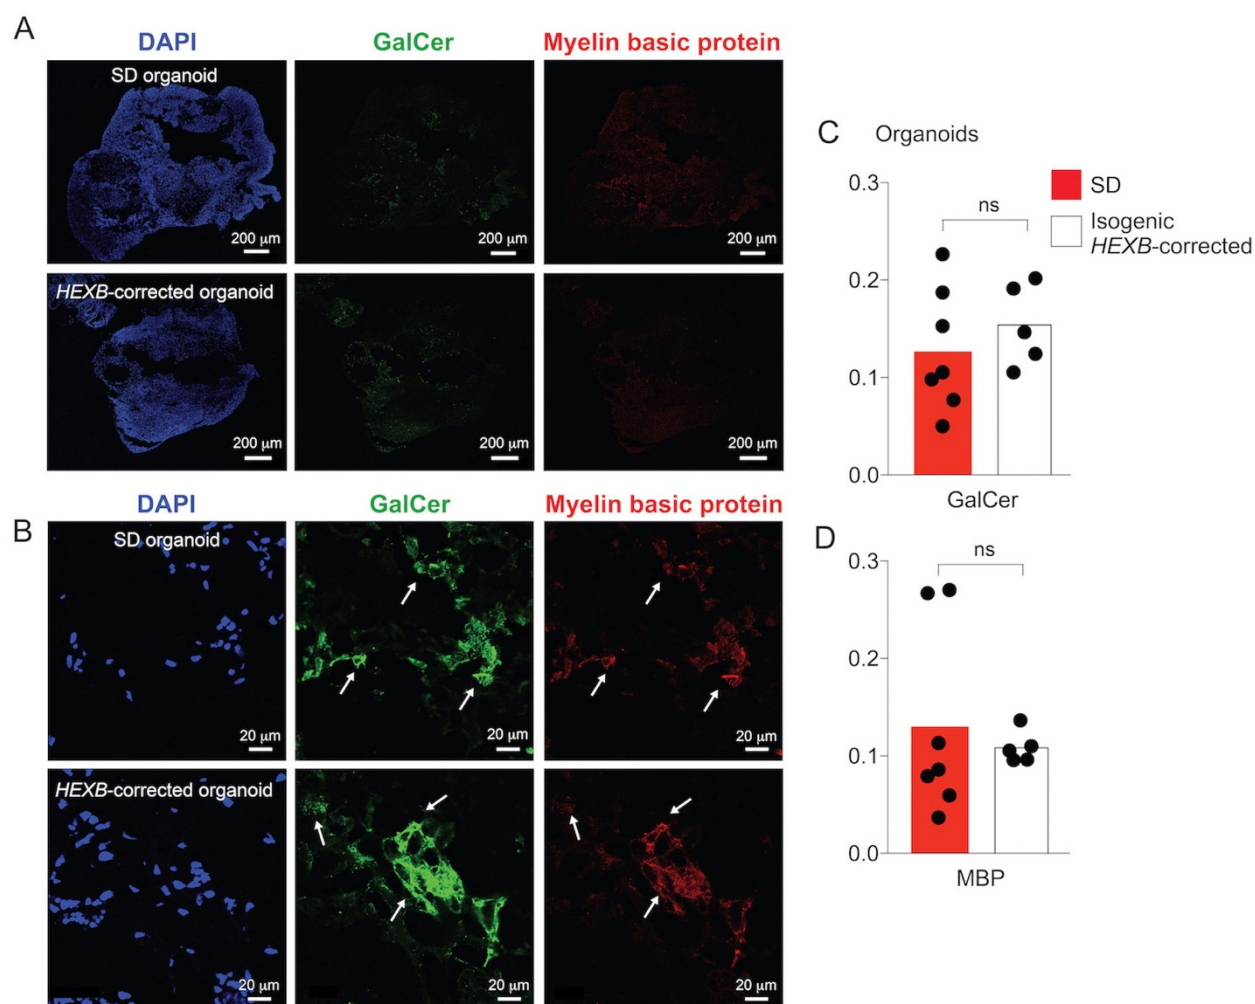 A
DAPI GalCer Myelin basic protein
SD organoid
200 μm 200 μm 200 μm
HEXB-corrected organoid
200 μm 200 μm 200 μm
B
DAPI GalCer Myelin basic protein
SD organoid
20 μm 20 μm 20 μm
HEXB-corrected organoid
20 μm 20 μm 20 μm
C Organoids
SD
Isogenic
HEXB-corrected
ns
0.3
0.2
0.1
0.0
GalCer
D
ns
0.3
0.2
0.1
0.0
MBP